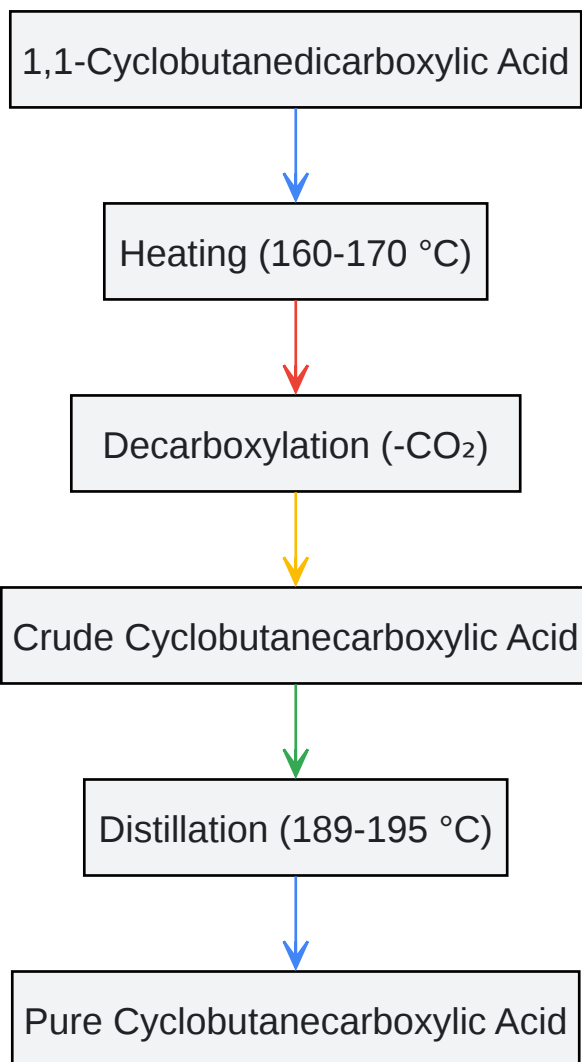 1,1-Cyclobutanedicarboxylic Acid
Heating (160-170 °C)
Decarboxylation (-CO₂)
Crude Cyclobutanecarboxylic Acid
Distillation (189-195 °C)
Pure Cyclobutanecarboxylic Acid